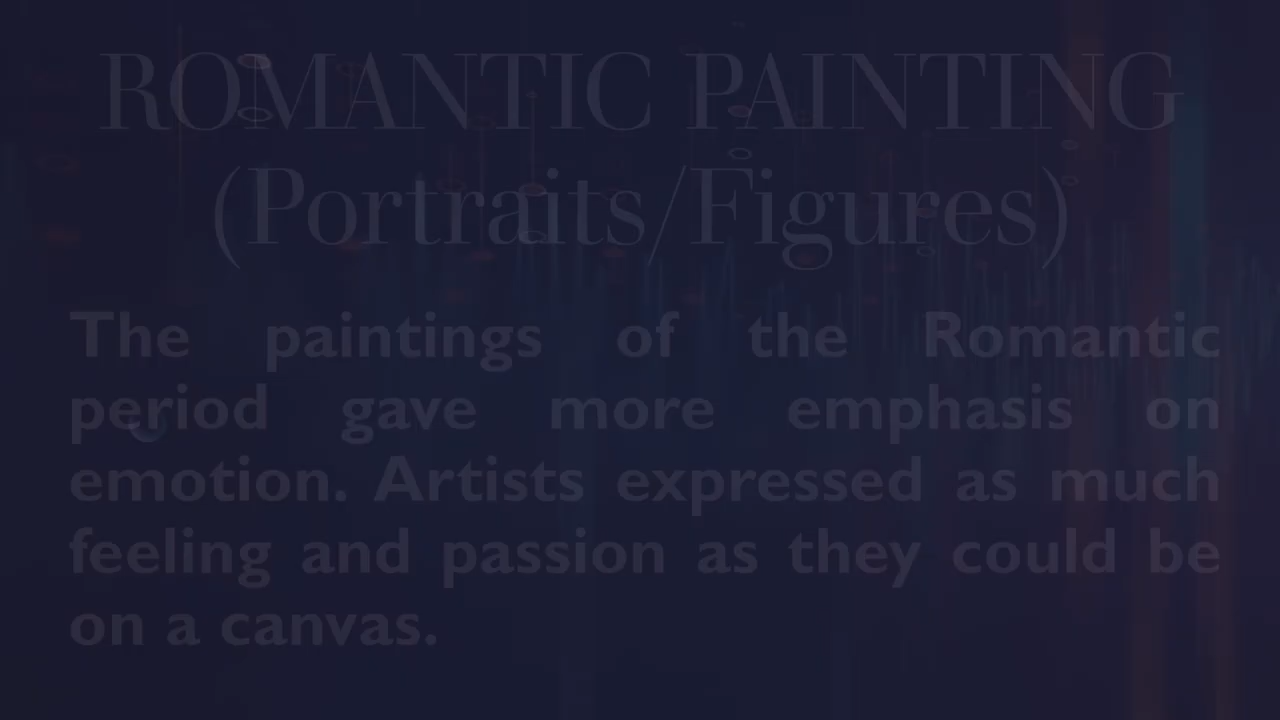 ROMANTIC PAINTING
(Portraits/Figures)
The paintings of the Romantic
period gave more emphasis on
emotion. Artists expressed as much
feeling and passion as they could be
on a canvas.